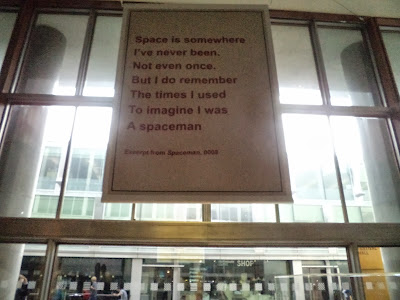 Space is somewhere
I've never been.
Not even once.
But I do remember
The times I used
To imagine I was
A spaceman
Excerpt from Spaceman, 2008
SHOP